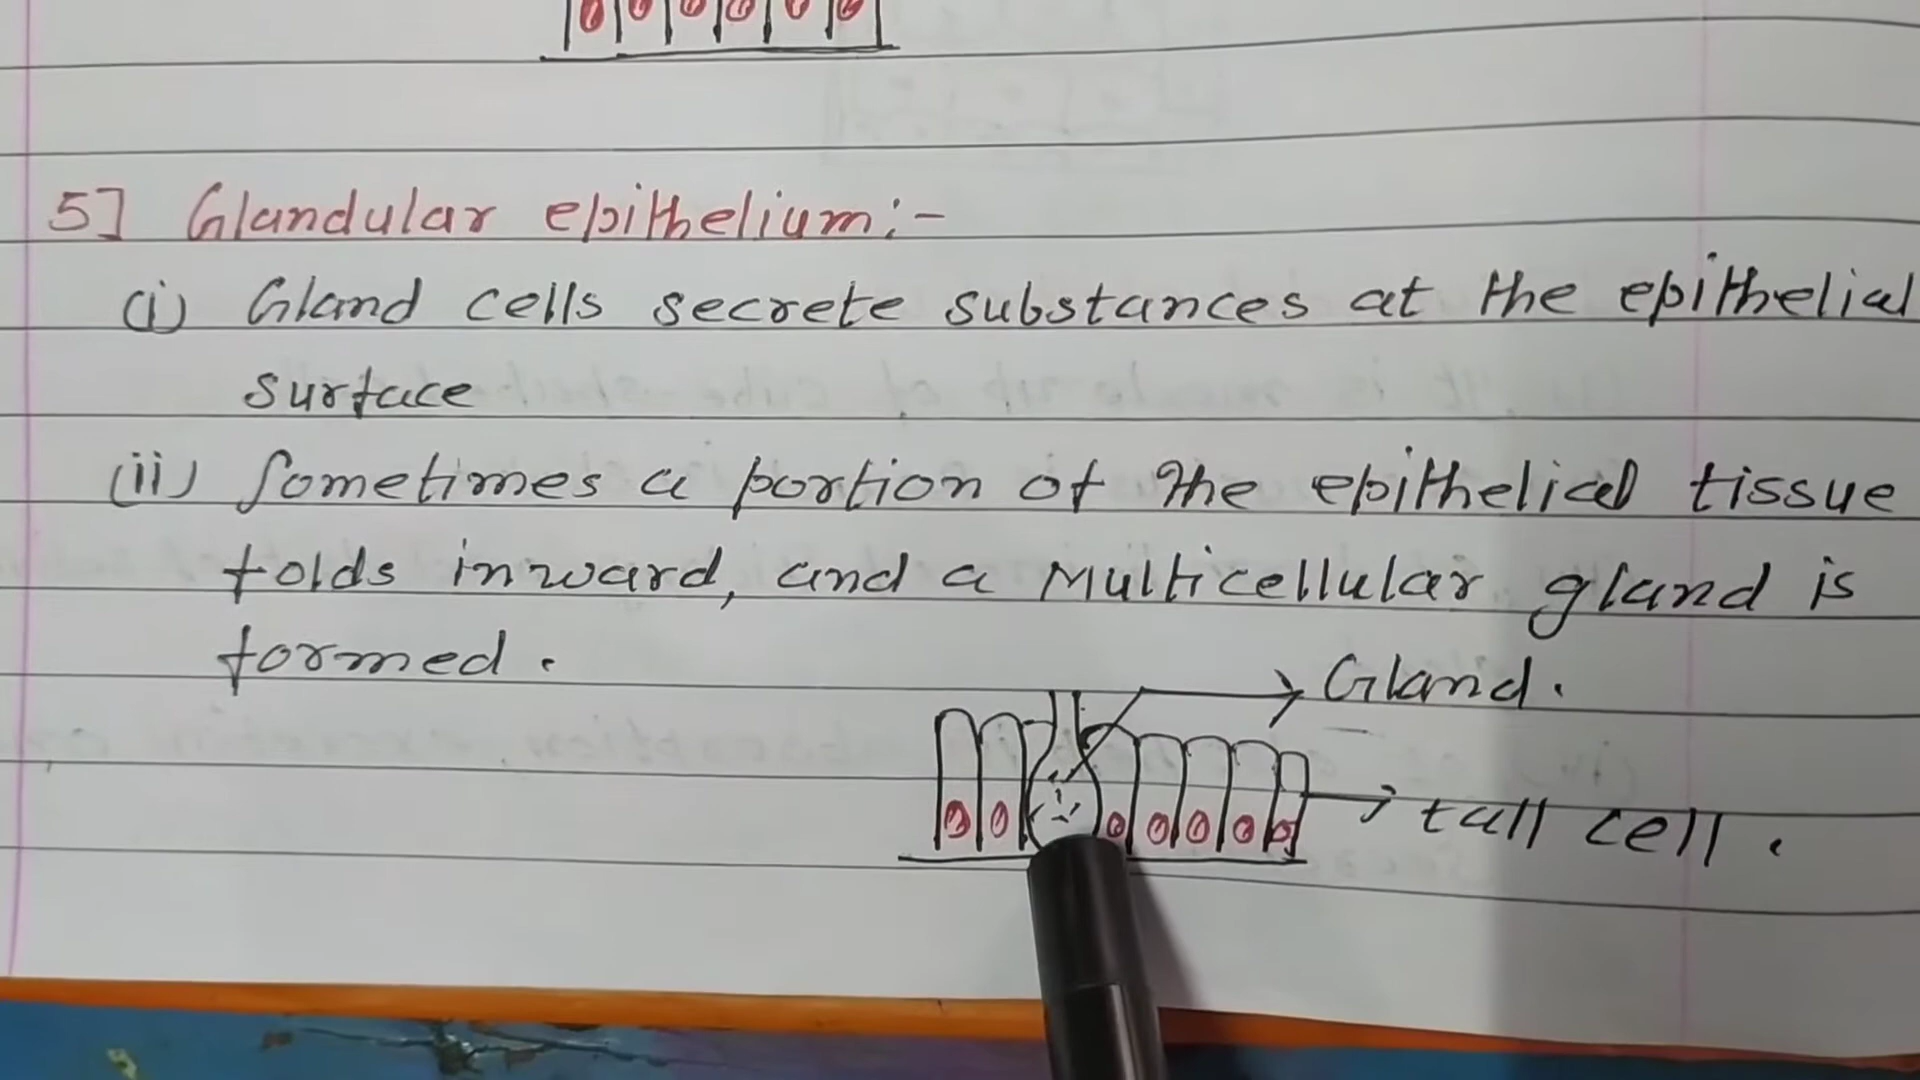 5] Glandular epithelium:-
(i) Gland cells secrete substances at the epithelial
surface
(ii) Sometimes a portion of the epithelical tissue
folds inward, and a Multicellular gland is
formed.
Gland.
tall cell.